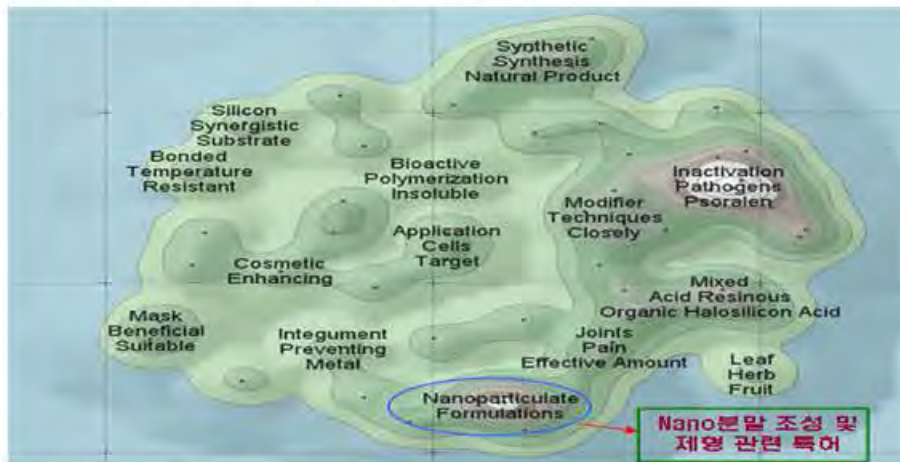 Synthetic
Synthesis
Natural Product
Silicon
Synergistic
Substrate
Bonded
Temperature
Resistant
Bioactive
Polymerization
Insoluble
Inactivation
Pathogens
Psoralen
Modifier
Techniques
Closely
Application
Cells
Target
Cosmetic
Enhancing
Mixed
Acid Resinous
Organic Halosilicon Acid
Mask
Beneficial
Suitable
Integument
Preventing
Metal
Joints
Pain
Effective Amount
Leaf
Herb
Fruit
Nanoparticulate
Formulations
Nano분말 조성 및
제형 관련 특허